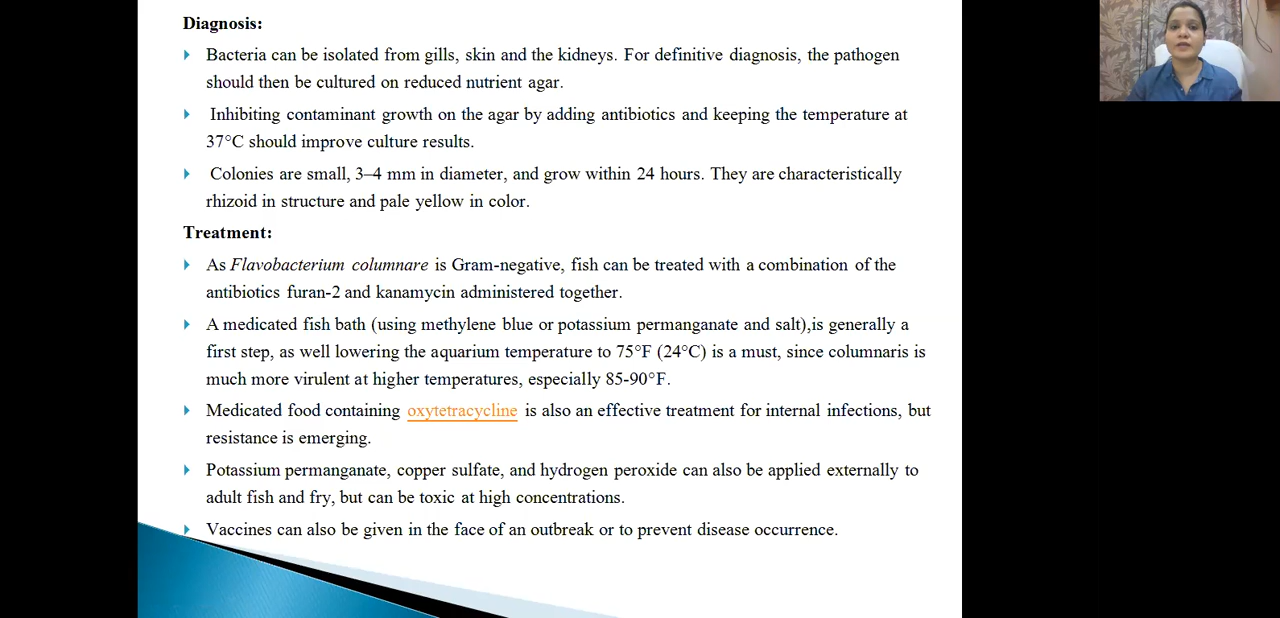 Diagnosis:
Bacteria can be isolated from gills, skin and the kidneys. For definitive diagnosis, the pathogen
should then be cultured on reduced nutrient agar.
Inhibiting contaminant growth on the agar by adding antibiotics and keeping the temperature at
37°C should improve culture results.
Colonies are small, 3–4 mm in diameter, and grow within 24 hours. They are characteristically
rhizoid in structure and pale yellow in color.
Treatment:
As Flavobacterium columnare is Gram-negative, fish can be treated with a combination of the
antibiotics furan-2 and kanamycin administered together.
A medicated fish bath (using methylene blue or potassium permanganate and salt),is generally a
first step, as well lowering the aquarium temperature to 75°F (24°C) is a must, since columnaris is
much more virulent at higher temperatures, especially 85-90°F.
Medicated food containing oxytetracycline is also an effective treatment for internal infections, but
resistance is emerging.
Potassium permanganate, copper sulfate, and hydrogen peroxide can also be applied externally to
adult fish and fry, but can be toxic at high concentrations.
Vaccines can also be given in the face of an outbreak or to prevent disease occurrence.